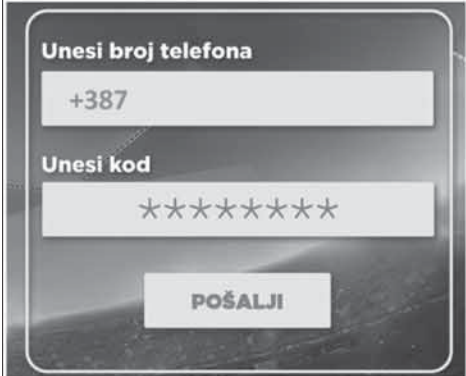 Unesi broj telefona
+387
Unesi kod
********
POŠALJI